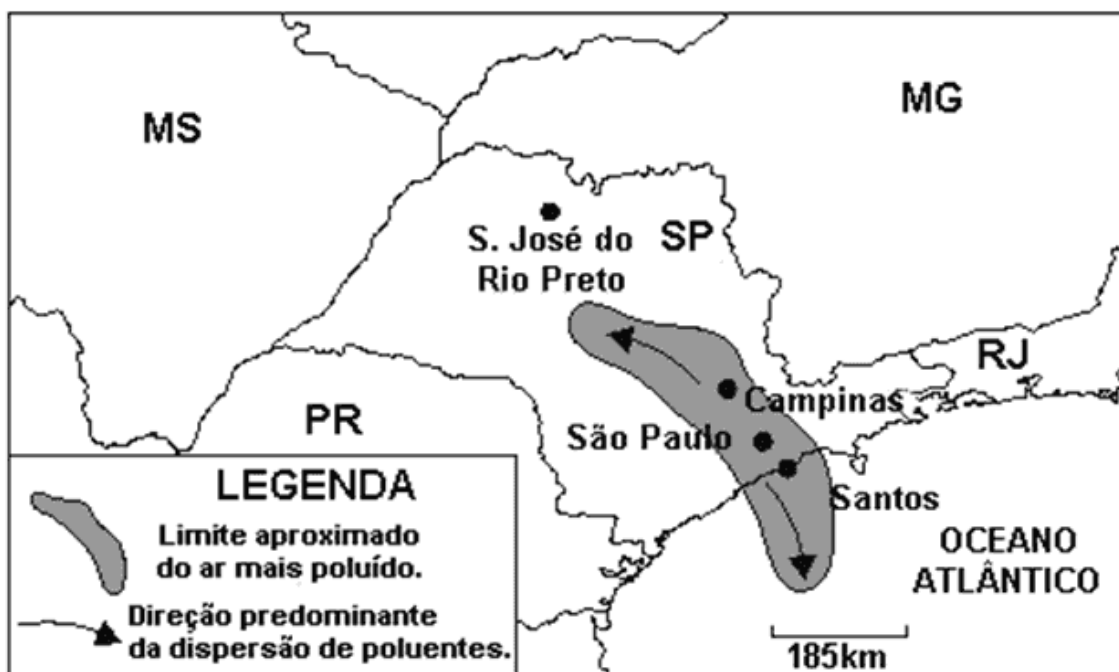 MS
MG
S. José do
Rio Preto
SP
RJ
Campinas
PR
São Paulo
Santos
OCEANO
ATLÂNTICO
185km
LEGENDA
Limite aproximado
do ar mais poluído.
Direção predominante
da dispersão de poluentes.